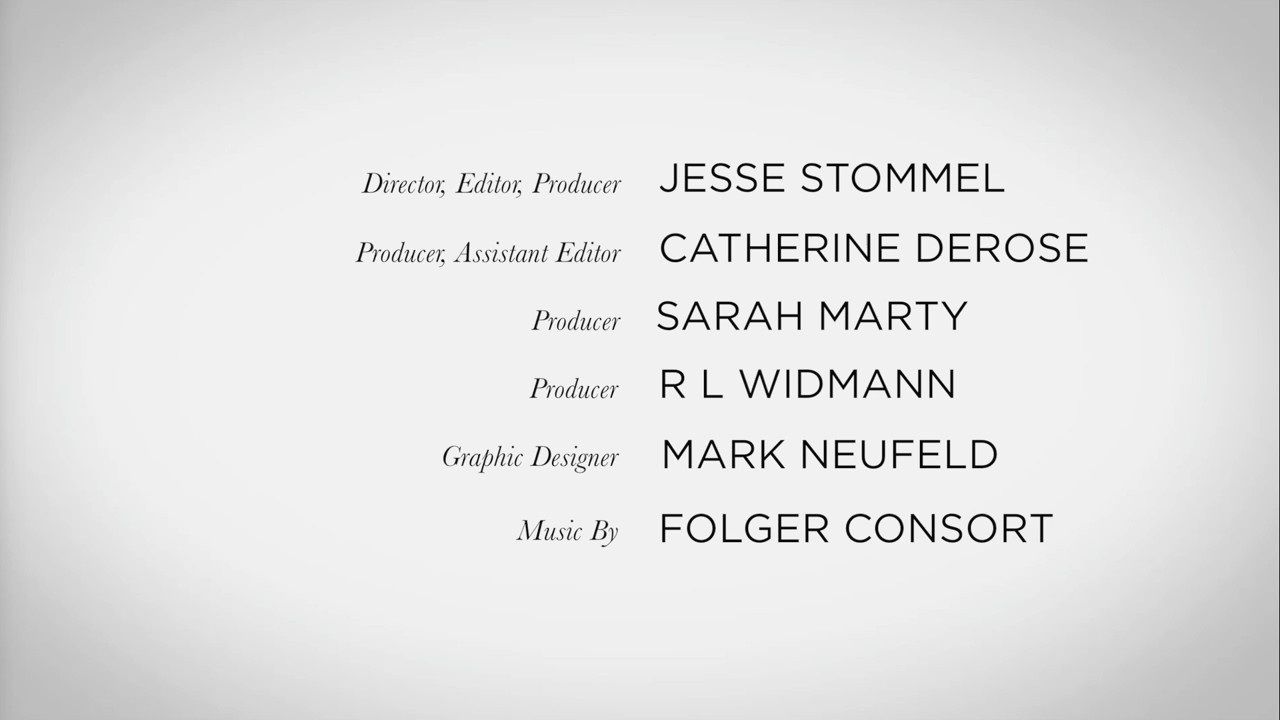 Director, Editor, Producer JESSE STOMMEL
Producer, Assistant Editor CATHERINE DEROSE
Producer SARAH MARTY
Producer R L WIDMANN
Graphic Designer MARK NEUFELD
Music By FOLGER CONSORT